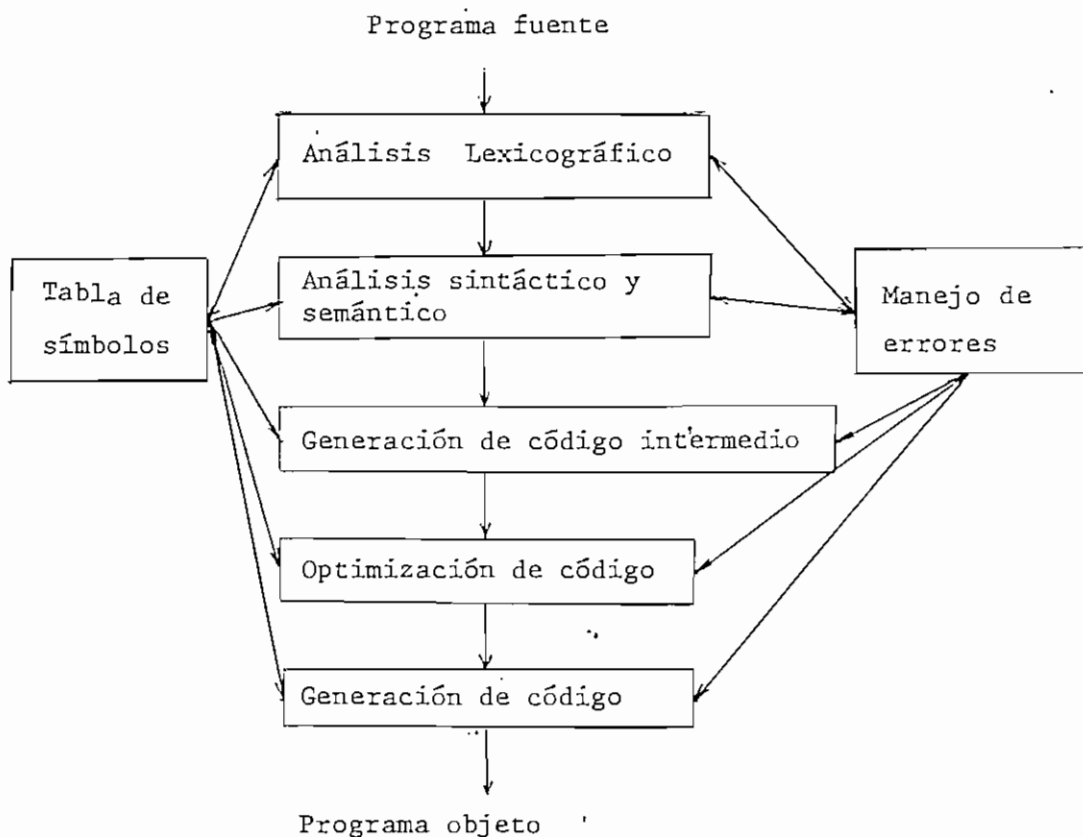 Programa fuente
Análisis Lexicográfico
Análisis sintáctico y
semántico
Tabla de
símbolos
Manejo de
errores
Generación de código intermedio
Optimización de código
Generación de código
Programa objeto